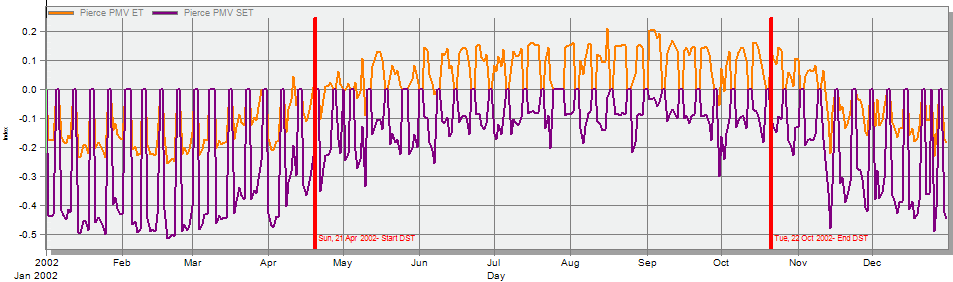 Pierce PMV ET Pierce PMV SET
0.2
0.1
0.0
-0.1
-0.2
-0.3
-0.4
-0.5
Index
Sun, 21 Apr 2002- Start DST
Tue, 22 Oct 2002- End DST
2002 Feb Mar Apr May Jun Jul Aug Sep Oct Nov Dec
Jan 2002
Day